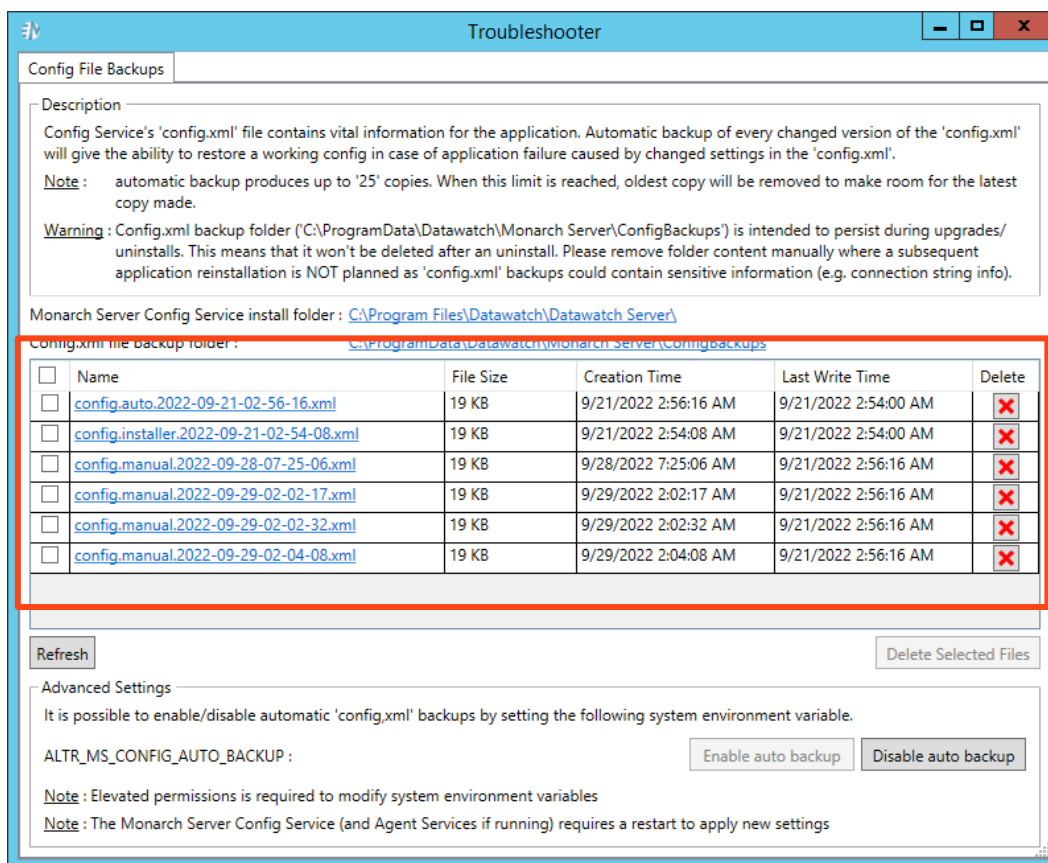 Troubleshooter
Config File Backups
Description
Config Service's 'config.xml' file contains vital information for the application. Automatic backup of every changed version of the 'config.xml'
will give the ability to restore a working config in case of application failure caused by changed settings in the 'config.xml'.
Note : automatic backup produces up to '25' copies. When this limit is reached, oldest copy will be removed to make room for the latest
copy made.
Warning : Config.xml backup folder ('C:\ProgramData\Datawatch\Monarch Server\ConfigBackups') is intended to persist during upgrades/
uninstalls. This means that it won't be deleted after an uninstall. Please remove folder content manually where a subsequent
application reinstallation is NOT planned as 'config.xml' backups could contain sensitive information (e.g. connection string info).
Monarch Server Config Service install folder : C:\Program Files\Datawatch\Datawatch Server\
Config.xml file backup folder : C:\ProgramData\Datawatch\Monarch Server\ConfigBackups
Name File Size Creation Time Last Write Time Delete
config.auto.2022-09-21-02-56-16.xml 19 KB 9/21/2022 2:56:16 AM 9/21/2022 2:54:00 AM
config.installer.2022-09-21-02-54-08.xml 19 KB 9/21/2022 2:54:08 AM 9/21/2022 2:54:00 AM
config.manual.2022-09-28-07-25-06.xml 19 KB 9/28/2022 7:25:06 AM 9/21/2022 2:56:16 AM
config.manual.2022-09-29-02-02-17.xml 19 KB 9/29/2022 2:02:17 AM 9/21/2022 2:56:16 AM
config.manual.2022-09-29-02-02-32.xml 19 KB 9/29/2022 2:02:32 AM 9/21/2022 2:56:16 AM
config.manual.2022-09-29-02-04-08.xml 19 KB 9/29/2022 2:04:08 AM 9/21/2022 2:56:16 AM
Refresh Delete Selected Files
Advanced Settings
It is possible to enable/disable automatic 'config,xml' backups by setting the following system environment variable.
ALTR_MS_CONFIG_AUTO_BACKUP : Enable auto backup Disable auto backup
Note : Elevated permissions is required to modify system environment variables
Note : The Monarch Server Config Service (and Agent Services if running) requires a restart to apply new settings